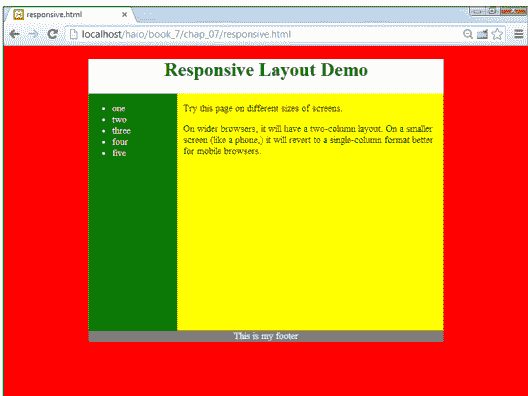 responsive.html
localhost/haio/book_7/chap_07/responsive.html
Responsive Layout Demo
one
two
three
four
five
Try this page on different sizes of screens.
On wider browsers, it will have a two-column layout. On a smaller
screen (like a phone,) it will revert to a single-column format better
for mobile browsers.
This is my footer